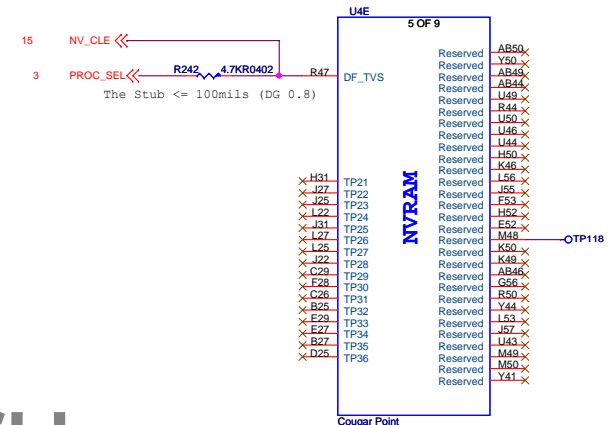 U4E
5 OF 9
15 NV_CLE
3 PROC_SEL R242 4.7KR0402 R47 DF_TVS
The Stub <= 100mils (DG 0.8)
NVRAM
H31 TP21
J27 TP22
J25 TP23
L22 TP24
J31 TP25
L27 TP26
L25 TP27
J22 TP28
C29 TP29
F28 TP30
C26 TP31
B25 TP32
E29 TP33
E27 TP34
B27 TP35
D25 TP36
Reserved AB50
Reserved Y50
Reserved AB49
Reserved AB44
Reserved U49
Reserved R44
Reserved U50
Reserved U46
Reserved U44
Reserved H50
Reserved K46
Reserved L56
Reserved J55
Reserved F53
Reserved H52
Reserved E52
Reserved M48 TP118
Reserved K50
Reserved K49
Reserved AB46
Reserved G56
Reserved R50
Reserved Y44
Reserved L53
Reserved J57
Reserved U43
Reserved M49
Reserved M50
Reserved Y41
Cougar Point